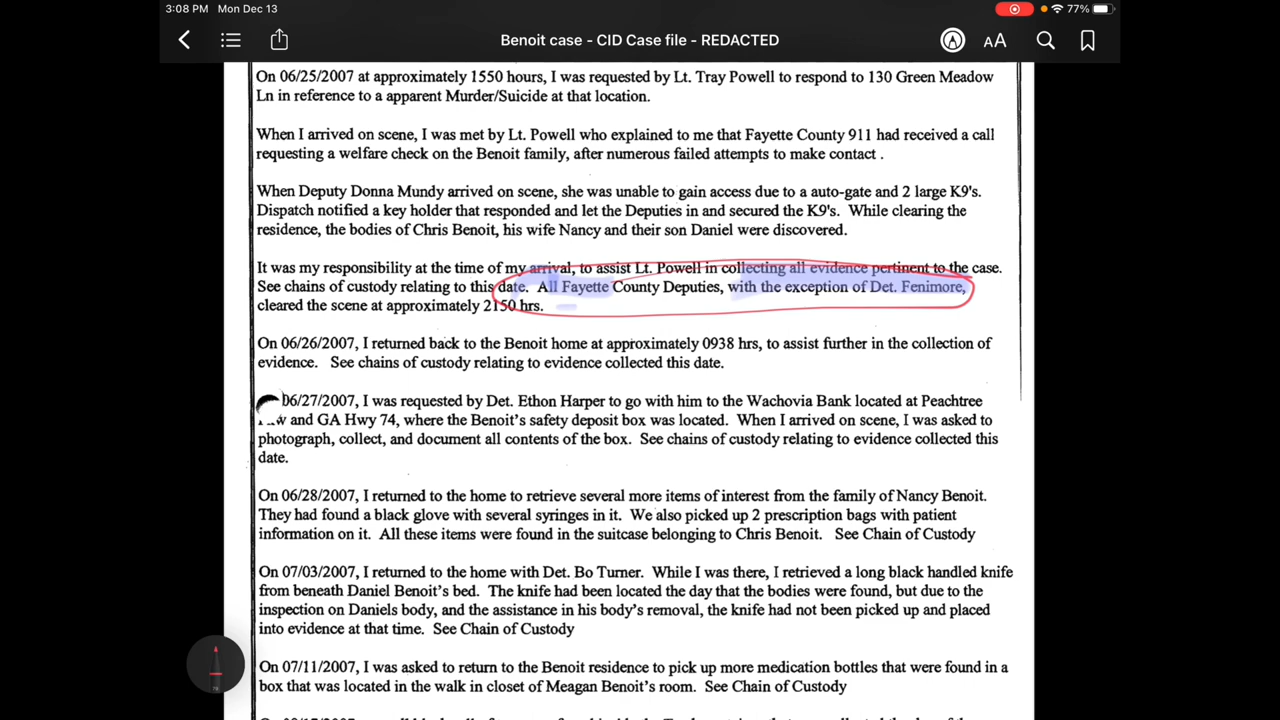 3:08 PM Mon Dec 13
77%
Benoit case - CID Case file - REDACTED
AA
On 06/25/2007 at approximately 1550 hours, I was requested by Lt. Tray Powell to respond to 130 Green Meadow
Ln in reference to a apparent Murder/Suicide at that location.
When I arrived on scene, I was met by Lt. Powell who explained to me that Fayette County 911 had received a call
requesting a welfare check on the Benoit family, after numerous failed attempts to make contact .
When Deputy Donna Mundy arrived on scene, she was unable to gain access due to a auto-gate and 2 large K9's.
Dispatch notified a key holder that responded and let the Deputies in and secured the K9's. While clearing the
residence, the bodies of Chris Benoit, his wife Nancy and their son Daniel were discovered.
It was my responsibility at the time of my arrival, to assist Lt. Powell in collecting all evidence pertinent to the case.
See chains of custody relating to this date. All Fayette County Deputies, with the exception of Det. Fenimore,
cleared the scene at approximately 2150 hrs.
On 06/26/2007, I returned back to the Benoit home at approximately 0938 hrs, to assist further in the collection of
evidence. See chains of custody relating to evidence collected this date.
06/27/2007, I was requested by Det. Ethon Harper to go with him to the Wachovia Bank located at Peachtree
and GA Hwy 74, where the Benoit's safety deposit box was located. When I arrived on scene, I was asked to
photograph, collect, and document all contents of the box. See chains of custody relating to evidence collected this
date.
On 06/28/2007, I returned to the home to retrieve several more items of interest from the family of Nancy Benoit.
They had found a black glove with several syringes in it. We also picked up 2 prescription bags with patient
information on it. All these items were found in the suitcase belonging to Chris Benoit. See Chain of Custody
On 07/03/2007, I returned to the home with Det. Bo Turner. While I was there, I retrieved a long black handled knife
from beneath Daniel Benoit's bed. The knife had been located the day that the bodies were found, but due to the
inspection on Daniels body, and the assistance in his body's removal, the knife had not been picked up and placed
into evidence at that time. See Chain of Custody
On 07/11/2007, I was asked to return to the Benoit residence to pick up more medication bottles that were found in a
box that was located in the walk in closet of Meagan Benoit's room. See Chain of Custody